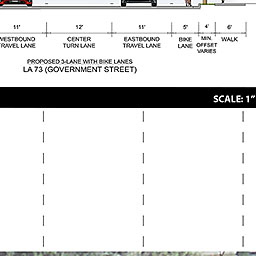 11' 12' 11' 5' 4' 6'
WESTBOUND TRAVEL LANE
CENTER TURN LANE
EASTBOUND TRAVEL LANE
BIKE LANE
MIN. OFFSET VARIES
WALK
PROPOSED 3-LANE WITH BIKE LANES
LA 73 (GOVERNMENT STREET)
SCALE: 1"